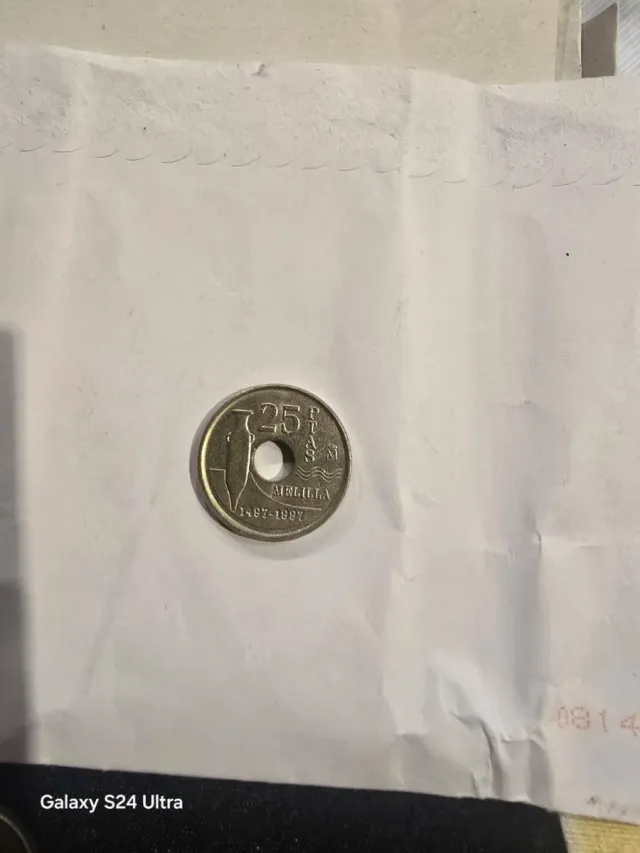 25
PTAS
M
MELILLA
1497-1997
0814
Galaxy S24 Ultra